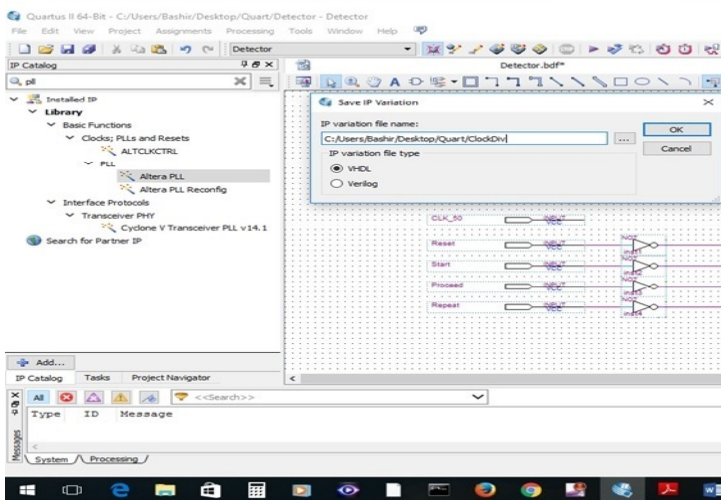 Quartus II 64-Bit - C:/Users/Bashir/Desktop/Quart/Detector - Detector
File Edit View Project Assignments Processing Tools Window Help
Detector
IP Catalog
Detector.bdf*
pll
Installed IP
Library
Basic Functions
Clocks; PLLs and Resets
ALTCLKCTRL
PLL
Altera PLL
Altera PLL Reconfig
Interface Protocols
Transceiver PHY
Cyclone V Transceiver PLL v14.1
Search for Partner IP
Save IP Variation
IP variation file name:
C:/Users/Bashir/Desktop/Quart/ClockDiv
...
OK
Cancel
IP variation file type
VHDL
Verilog
CLK_50 INPUT VCC
Reset INPUT VCC NOT inst1
Start INPUT VCC NOT inst2
Proceed INPUT VCC NOT inst3
Repeat INPUT VCC NOT inst4
Add...
IP Catalog Tasks Project Navigator
All <<Search>>
Type ID Message
Messages
System Processing